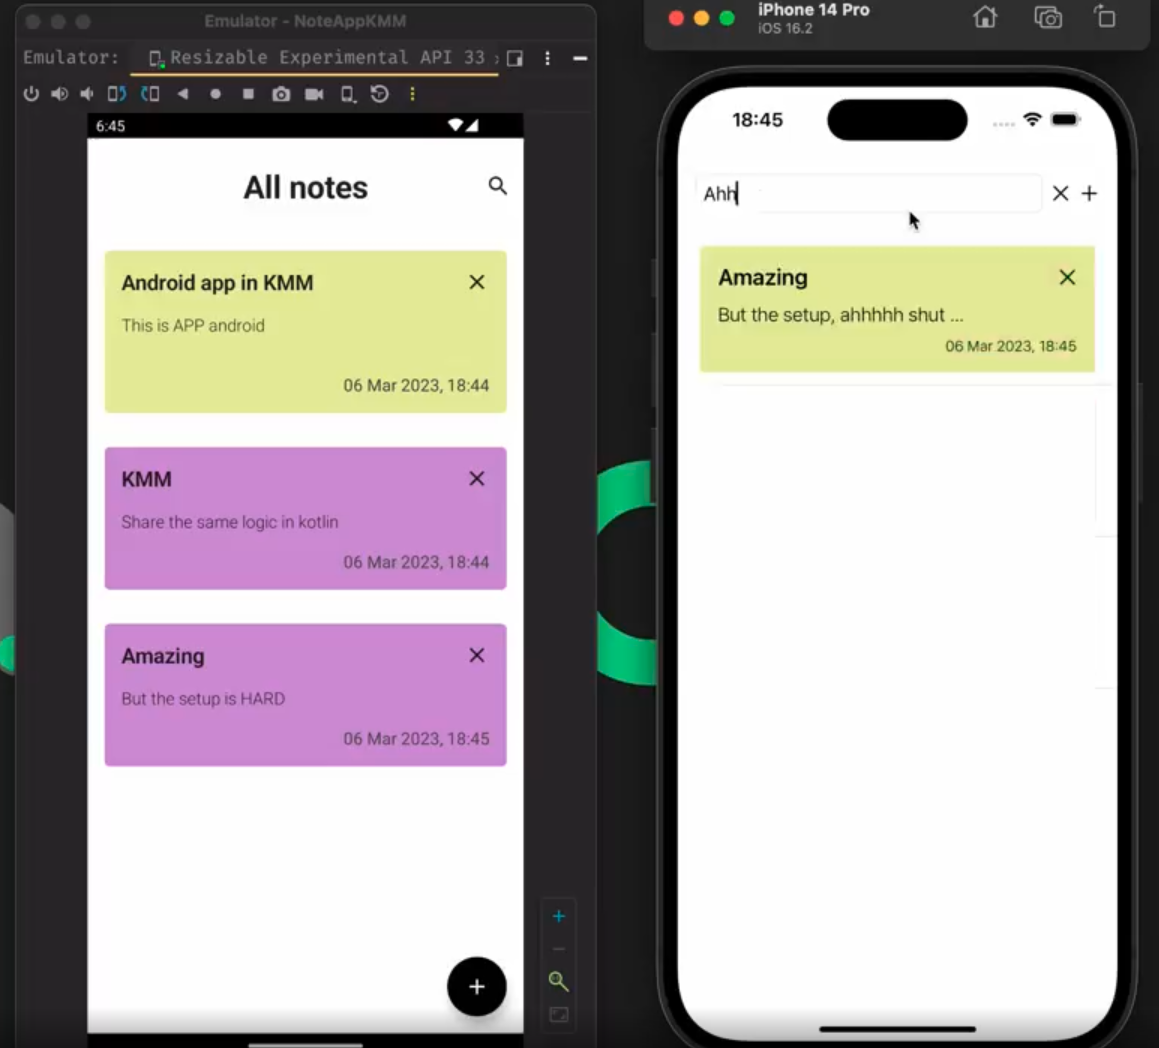 Emulator - NoteAppKMM
Emulator:
Resizable Experimental API 33
6:45
All notes
Android app in KMM
This is APP android
06 Mar 2023, 18:44
KMM
Share the same logic in kotlin
06 Mar 2023, 18:44
Amazing
But the setup is HARD
06 Mar 2023, 18:45
iPhone 14 Pro
iOS 16.2
18:45
Ahh
Amazing
But the setup, ahhhhh shut ...
06 Mar 2023, 18:45